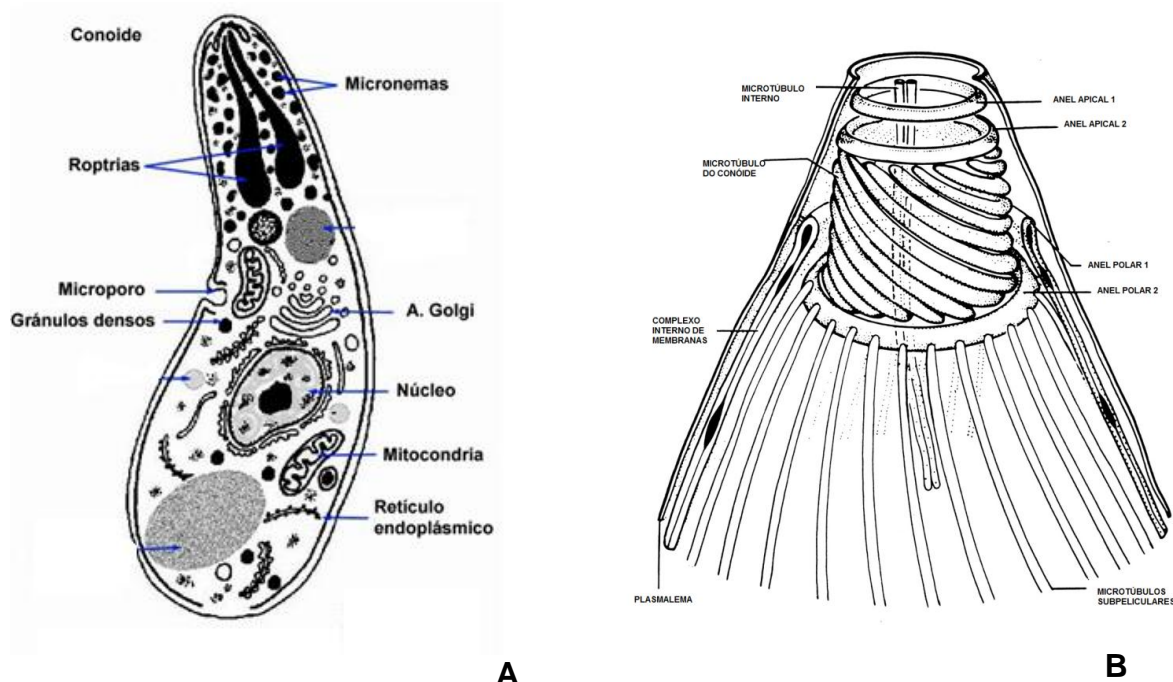 Conoide
Micronemas
Roptrias
Microporo
Gránulos densos
A. Golgi
Núcleo
Mitocondria
Retículo
endoplásmico
A
MICROTÚBULO
INTERNO
ANEL APICAL 1
ANEL APICAL 2
MICROTÚBULO
DO CONÓIDE
ANEL POLAR 1
ANEL POLAR 2
COMPLEXO
INTERNO DE
MEMBRANAS
PLASMALEMA
MICROTÚBULOS
SUBPELICULARES
B